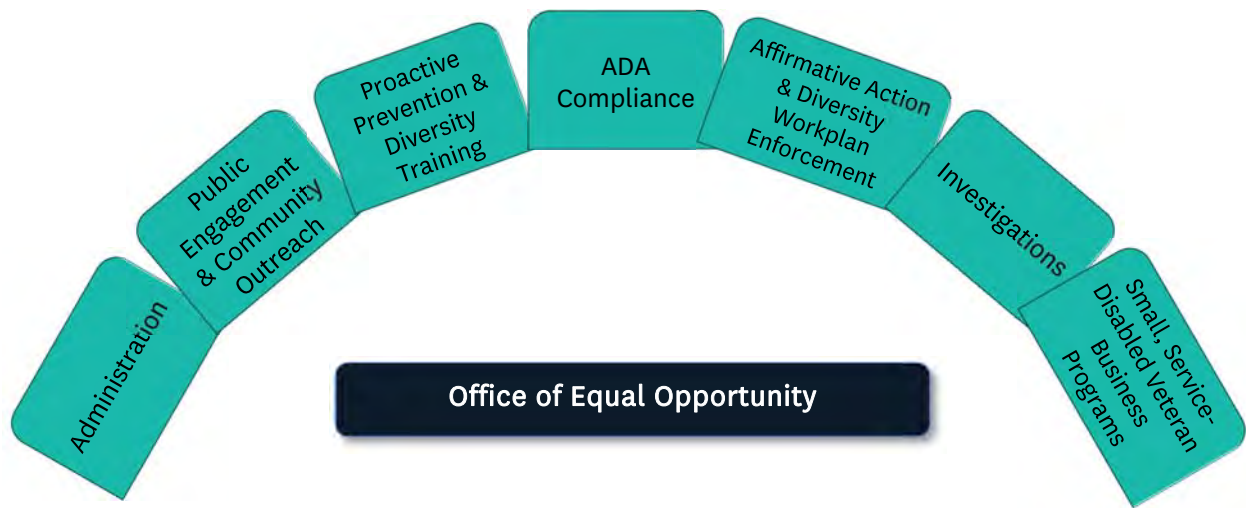 Administration
Public
Engagement
& Community
Outreach
Proactive
Prevention &
Diversity
Training
ADA
Compliance
Affirmative Action
& Diversity
Workplan
Enforcement
Investigations
Small, Service-
Disabled Veteran
Business
Programs
Office of Equal Opportunity